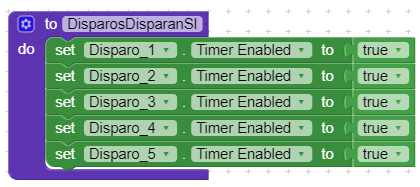 to DisparosDisparanSI
do set Disparo_1 . Timer Enabled to true
set Disparo_2 . Timer Enabled to true
set Disparo_3 . Timer Enabled to true
set Disparo_4 . Timer Enabled to true
set Disparo_5 . Timer Enabled to true